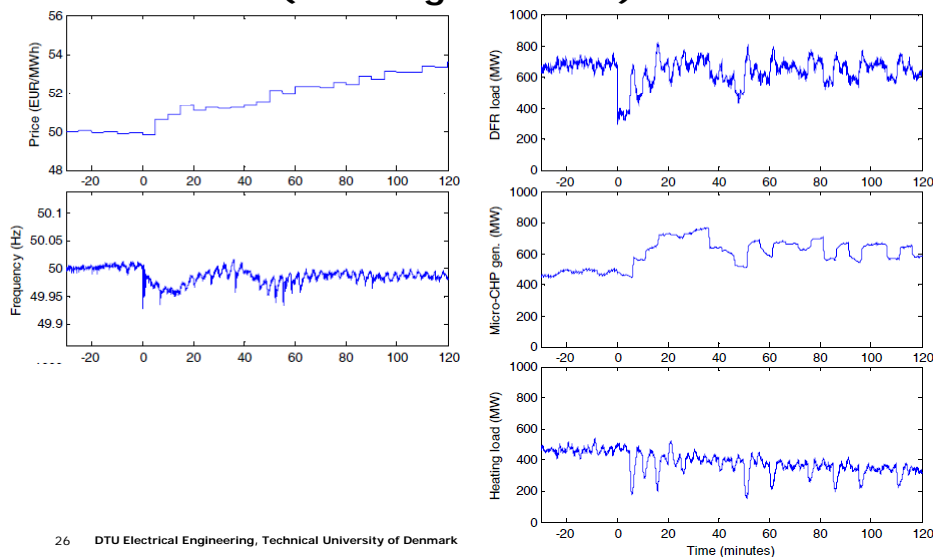 Price (EUR/MWh)
56
54
52
50
48
-20 0 20 40 60 80 100 120
Frequency (Hz)
50.1
50.05
50
49.95
49.9
-20 0 20 40 60 80 100 120
DFR load (MW)
1000
800
600
400
200
0
-20 0 20 40 60 80 100 120
Micro-CHP gen. (MW)
1000
800
600
400
200
0
-20 0 20 40 60 80 100 120
Heating load (MW)
1000
800
600
400
200
0
-20 0 20 40 60 80 100 120
Time (minutes)
26 DTU Electrical Engineering, Technical University of Denmark